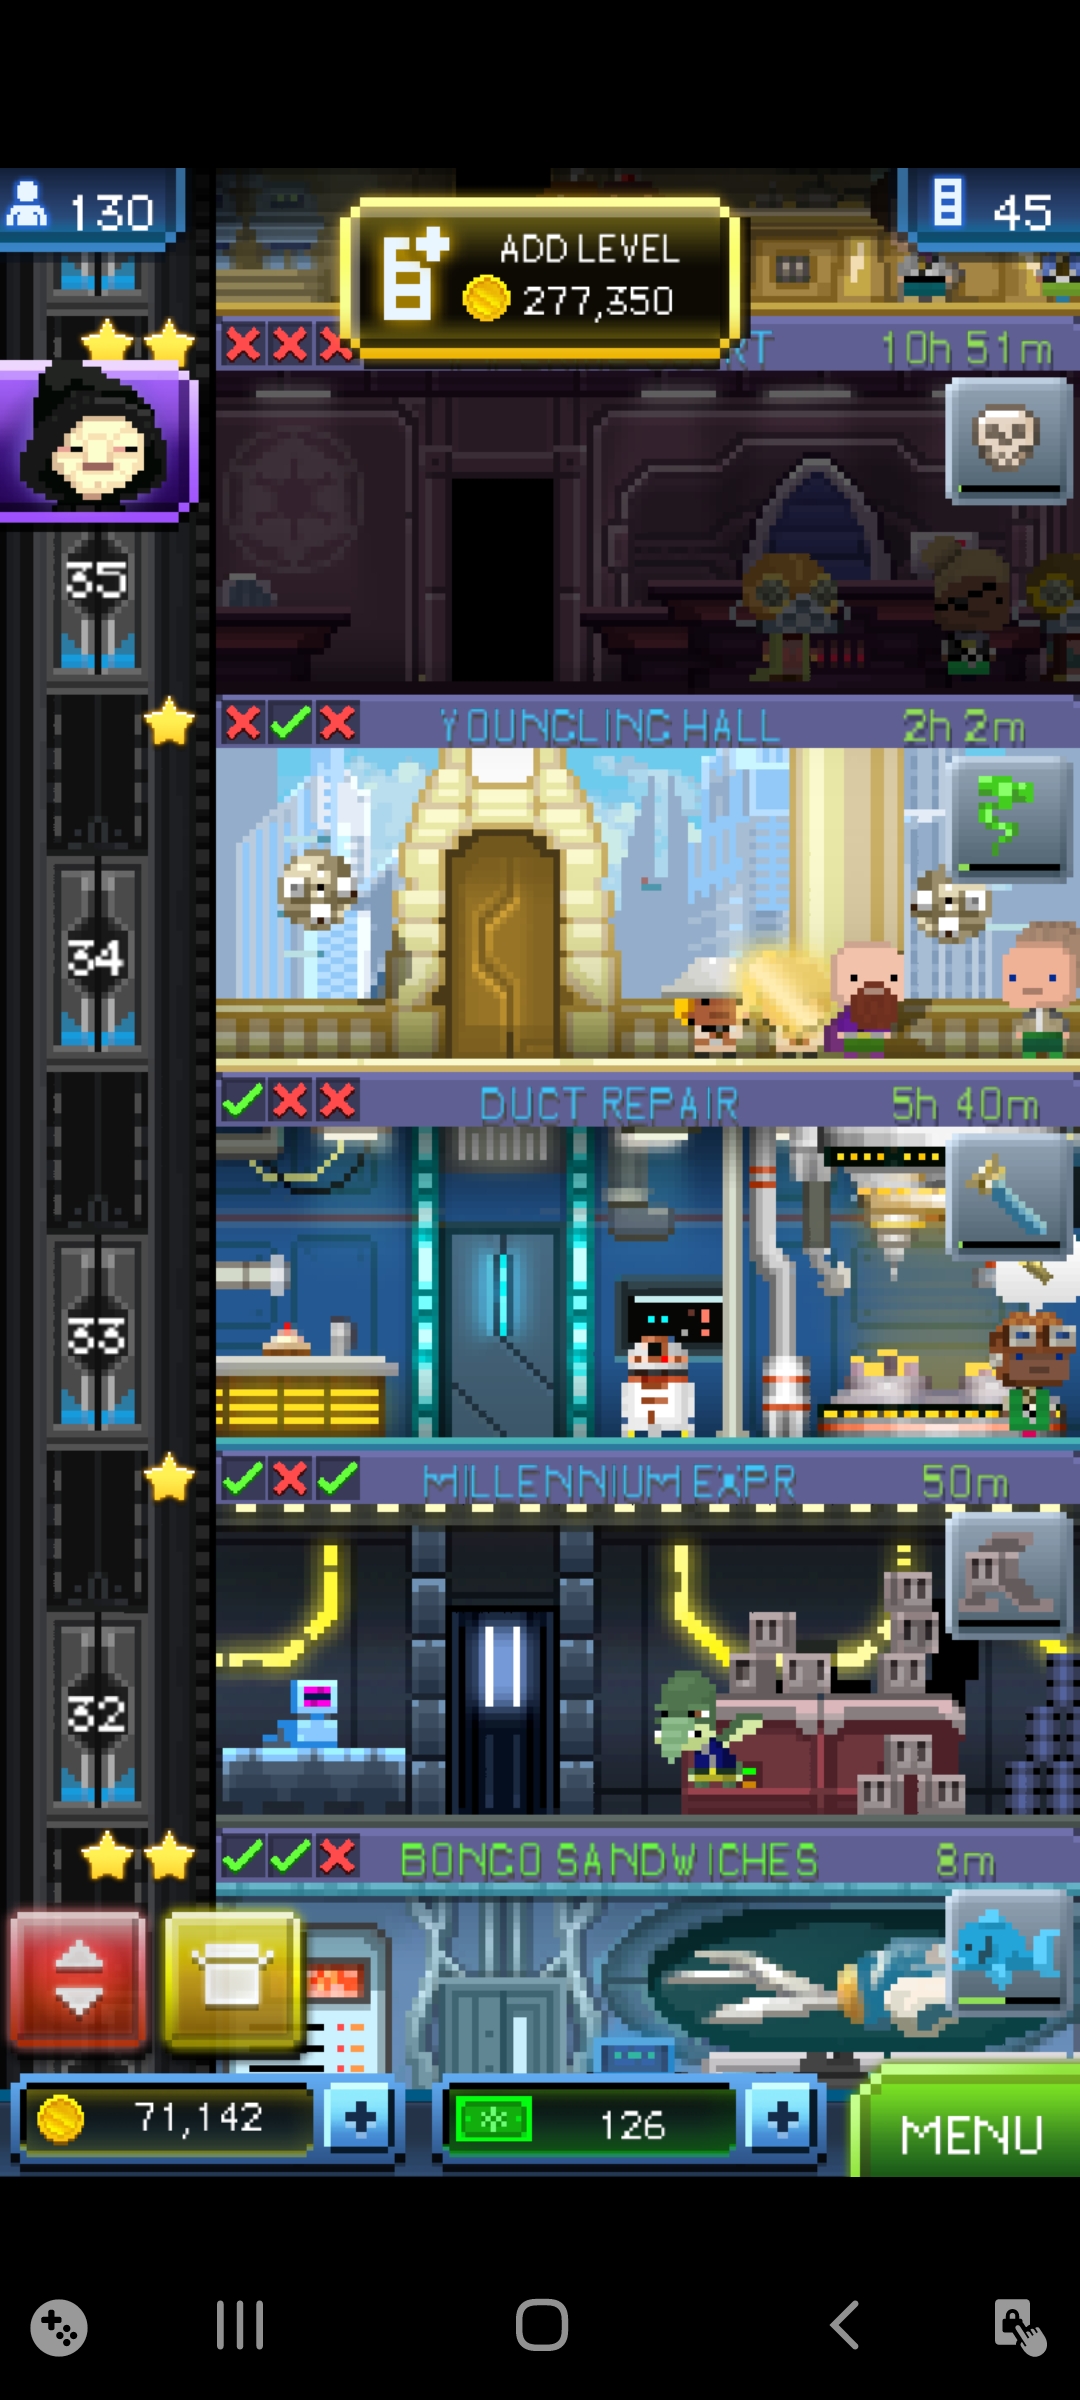 130
45
ADD LEVEL
277,350
RT 10h 51m
35
YOUNGLING HALL 2h 2m
34
DUCT REPAIR 5h 40m
33
MILLENNIUM EXPR 50m
32
BONGO SANDWICHES 8m
71,142
126
MENU